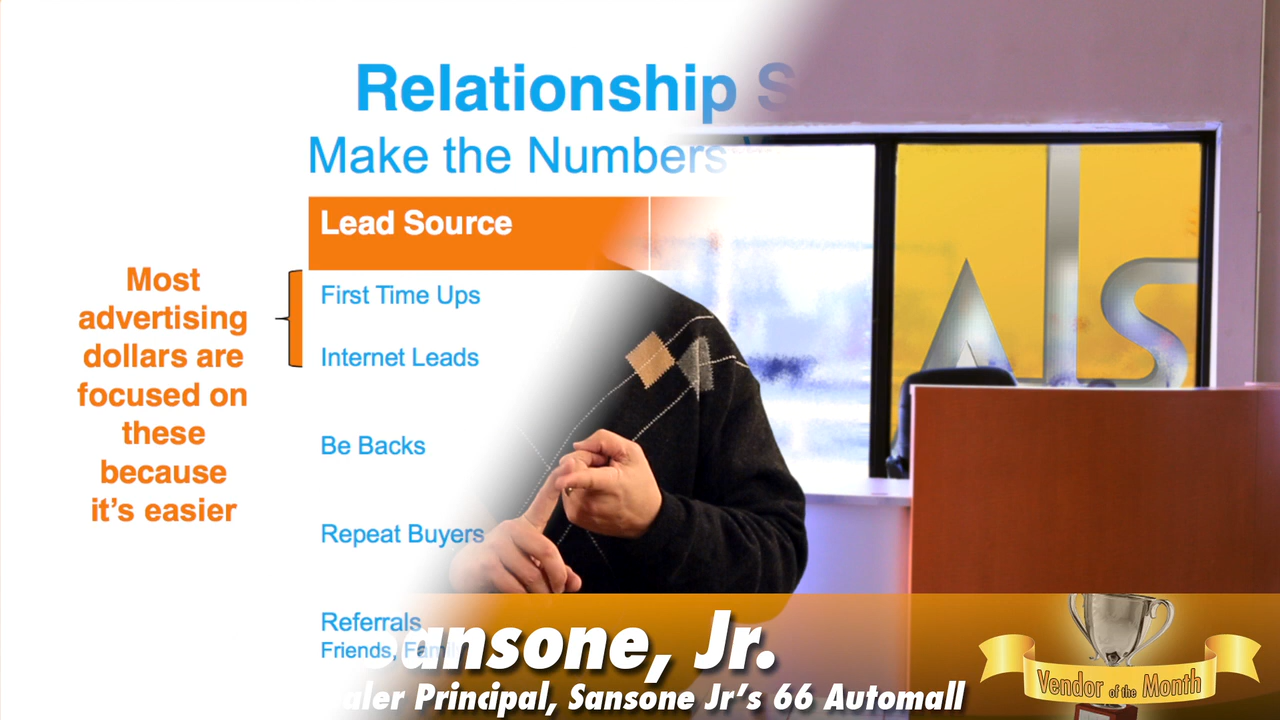 Relationship S
Make the Numbers
Lead Source
Most
advertising
dollars are
focused on
these
because
it's easier
First Time Ups
Internet Leads
Be Backs
Repeat Buyers
Referrals
Friends, Fam
AIS
Sansone, Jr.
aler Principal, Sansone Jr's 66 Automall
Vendor of the Month